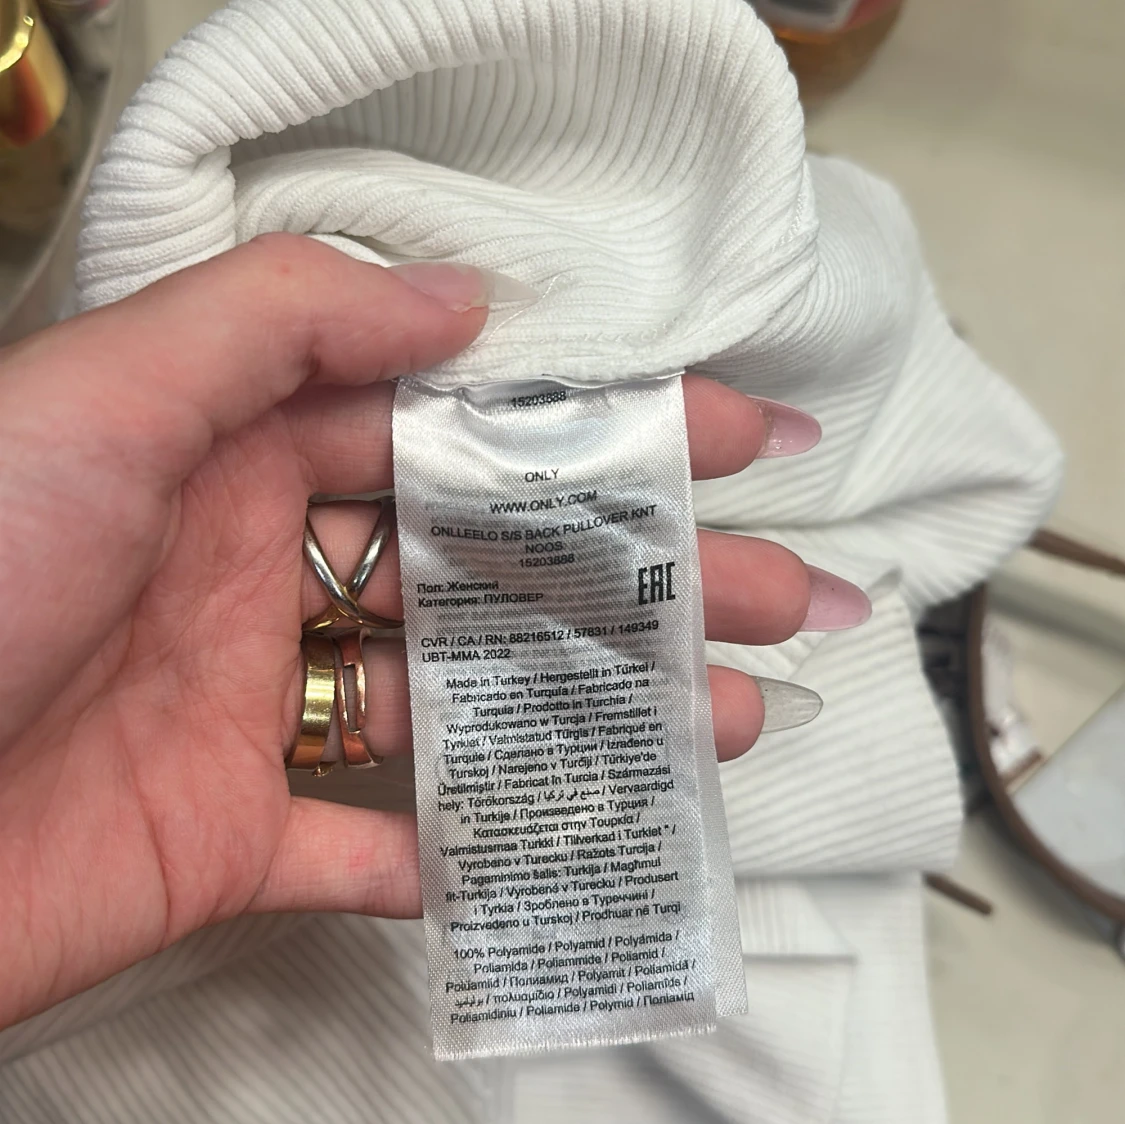 15203888
ONLY
WWW.ONLY.COM
ONLLEELO S/S BACK PULLOVER KNT
NOOS
15203888
Пол: Женский
Категория: ПУЛОВЕР
EAC
CVR / CA / RN: 88216512 / 57831 / 149349
UBT-MMA 2022
Made in Turkey / Hergestellt in Türkei /
Fabricado en Turquía / Fabricado na
Turquia / Prodotto in Turchia /
Wyprodukowano w Turcja / Fremstillet i
Tyrkiet / Valmistatud Türgis / Fabriqué en
Turquie / Сделано в Турции / Izrađeno u
Turskoj / Narejeno v Turčiji / Türkiye'de
Üretilmiştir / Fabricat în Turcia / Származási
hely: Törökország / صنع في تركيا / Vervaardigd
in Turkije / Произведено в Турция /
Κατασκευάζεται στην Τουρκία /
Valmistusmaa Turkki / Tillverkad i Turkiet * /
Vyrobeno v Turecku / Ražots Turcija /
Pagaminimo šalis: Turkija / Magħmul
fit-Turkija / Vyrobené v Turecku / Produsert
i Tyrkia / Зроблено в Туреччині /
Proizvedeno u Turskoj / Prodhuar në Turqi
100% Polyamide / Polyamid / Polyámida /
Poliamida / Poliammide / Poliamid /
Polüamiid / Полиамид / Polyamit / Poliamidă /
/ πολυαμίδιο / Polyamidi / Poliamīds /
Poliamidiniu / Poliamide / Polymid / Поліамід